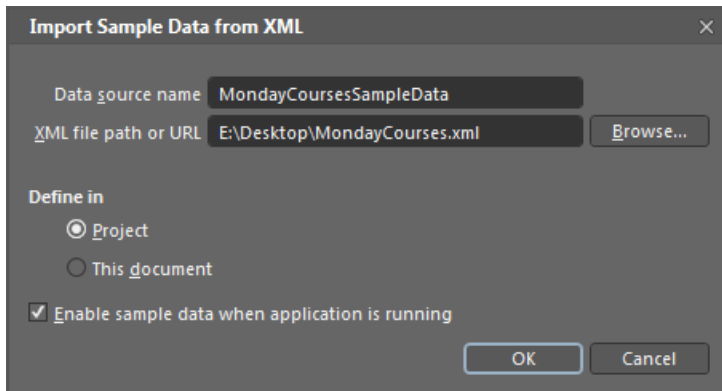 Import Sample Data from XML
Data source name MondayCoursesSampleData
XML file path or URL E:\Desktop\MondayCourses.xml Browse...
Define in
Project
This document
Enable sample data when application is running
OK Cancel